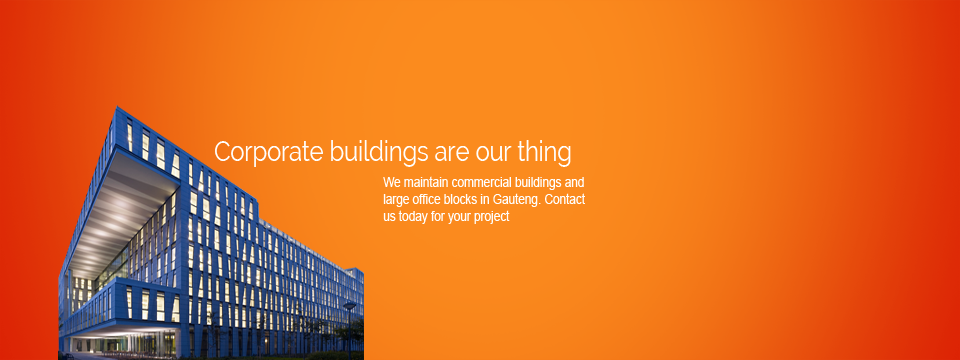 Corporate buildings are our thing
We maintain commercial buildings and
large office blocks in Gauteng. Contact
us today for your project